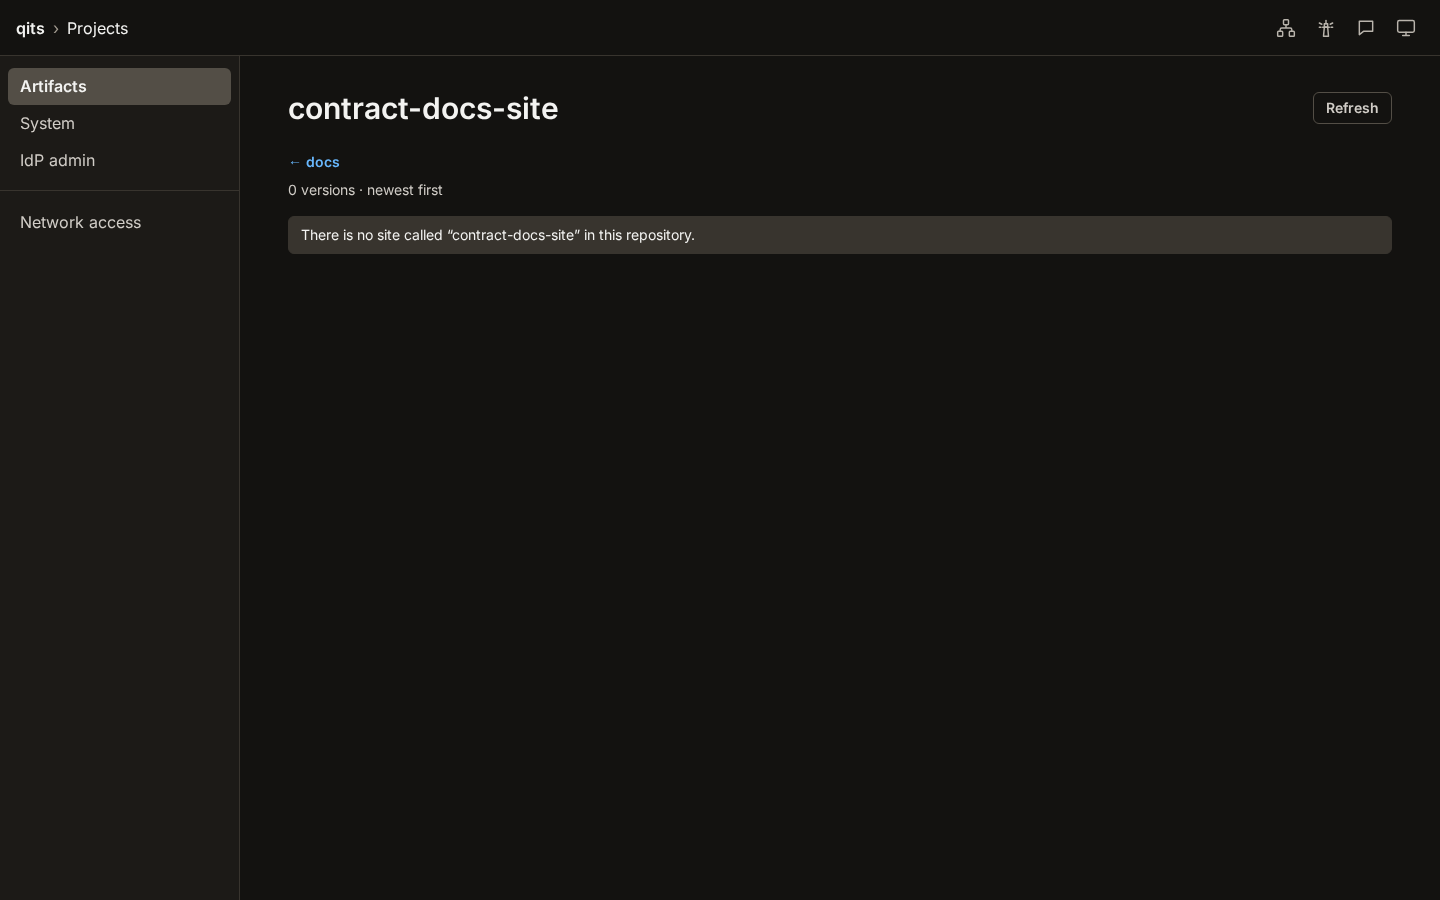 qits › Projects
Artifacts
System
IdP admin
Network access
contract-docs-site
Refresh
← docs
0 versions · newest first
There is no site called “contract-docs-site” in this repository.